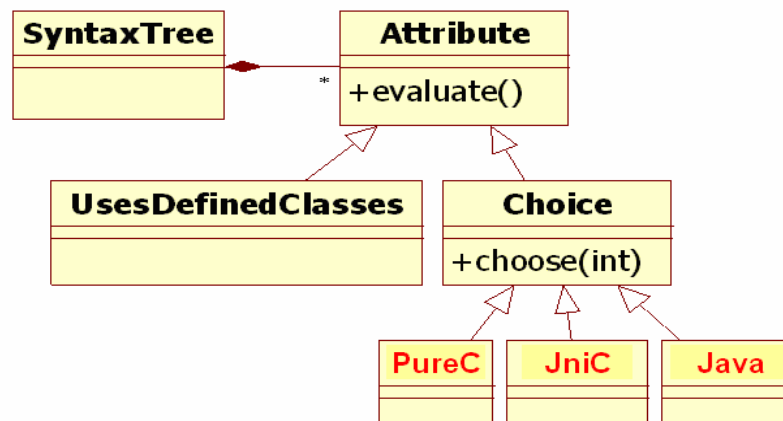 SyntaxTree
Attribute
*
+evaluate()
UsesDefinedClasses
Choice
+choose(int)
PureC
JniC
Java